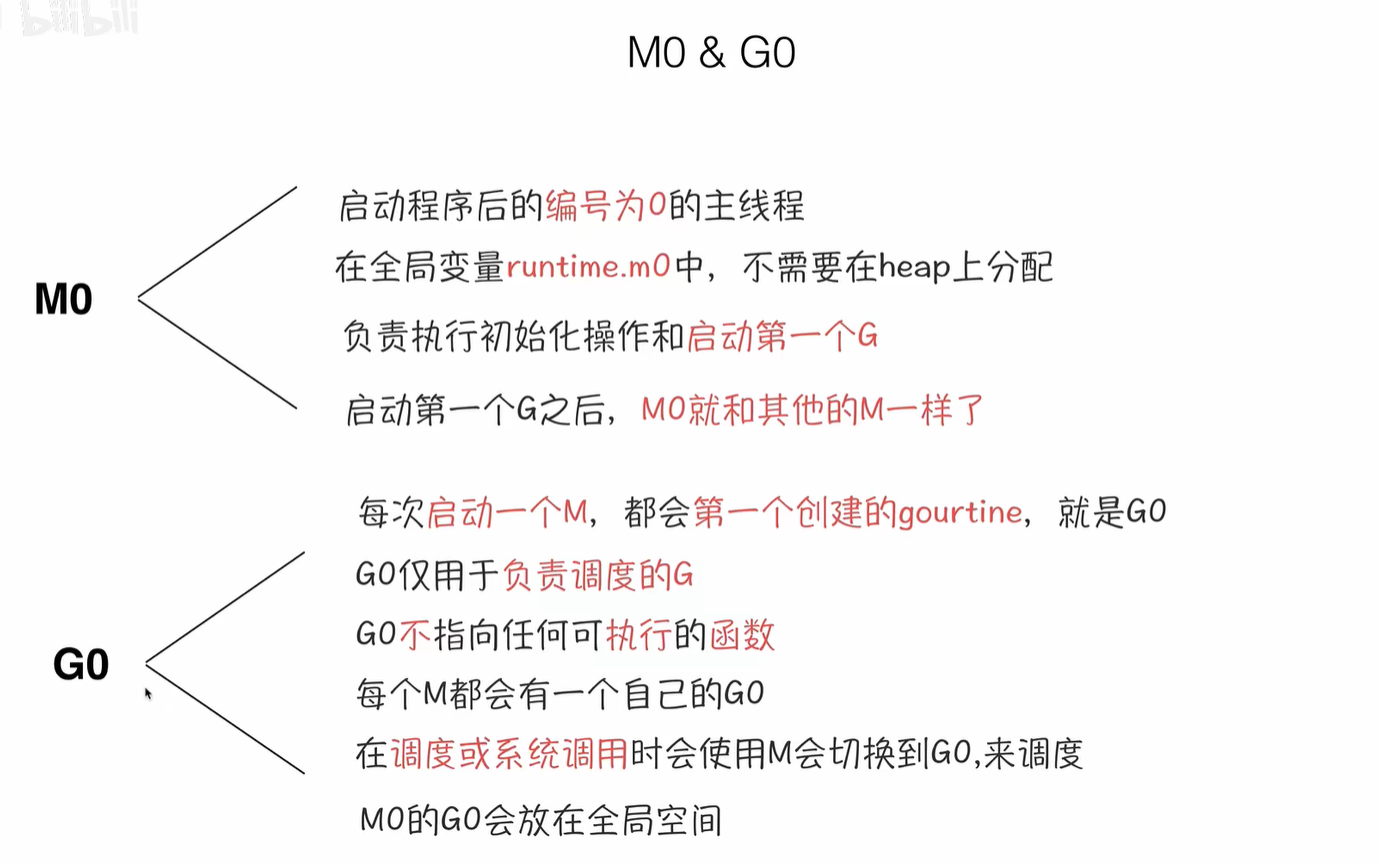 bilibili
M0 & G0
启动程序后的编号为0的主线程
在全局变量runtime.m0中，不需要在heap上分配
M0
负责执行初始化操作和启动第一个G
启动第一个G之后，M0就和其他的M一样了
每次启动一个M，都会第一个创建的gourtine，就是G0
G0仅用于负责调度的G
G0不指向任何可执行的函数
G0
每个M都会有一个自己的G0
在调度或系统调用时会使用M会切换到G0,来调度
M0的G0会放在全局空间